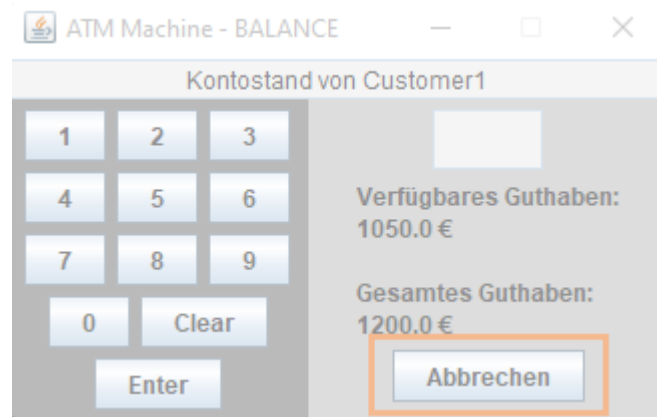 ATM Machine - BALANCE
Kontostand von Customer1
1 2 3
4 5 6
7 8 9
0 Clear
Enter
Verfügbares Guthaben:
1050.0 €
Gesamtes Guthaben:
1200.0 €
Abbrechen